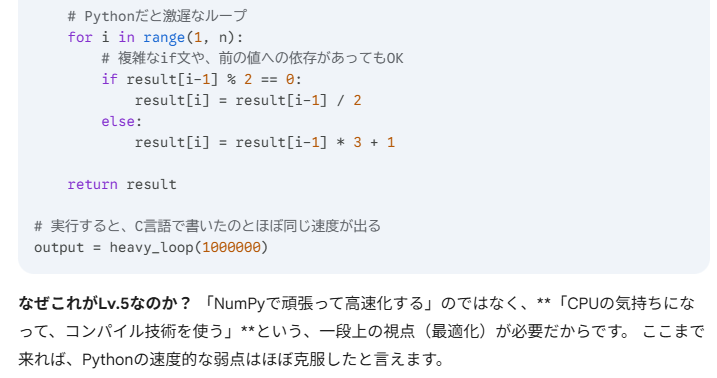 # Pythonだと激遅なループ
for i in range(1, n):
# 複雑なif文や、前の値への依存があってもOK
if result[i-1] % 2 == 0:
result[i] = result[i-1] / 2
else:
result[i] = result[i-1] * 3 + 1
return result
# 実行すると、C言語で書いたのとほぼ同じ速度が出る
output = heavy_loop(1000000)
なぜこれがLv.5なのか? 「NumPyで頑張って高速化する」のではなく、**「CPUの気持ちにな
って、コンパイル技術を使う」**という、一段上の視点（最適化）が必要だからです。 ここまで
来れば、Pythonの速度的な弱点はほぼ克服したと言えます。